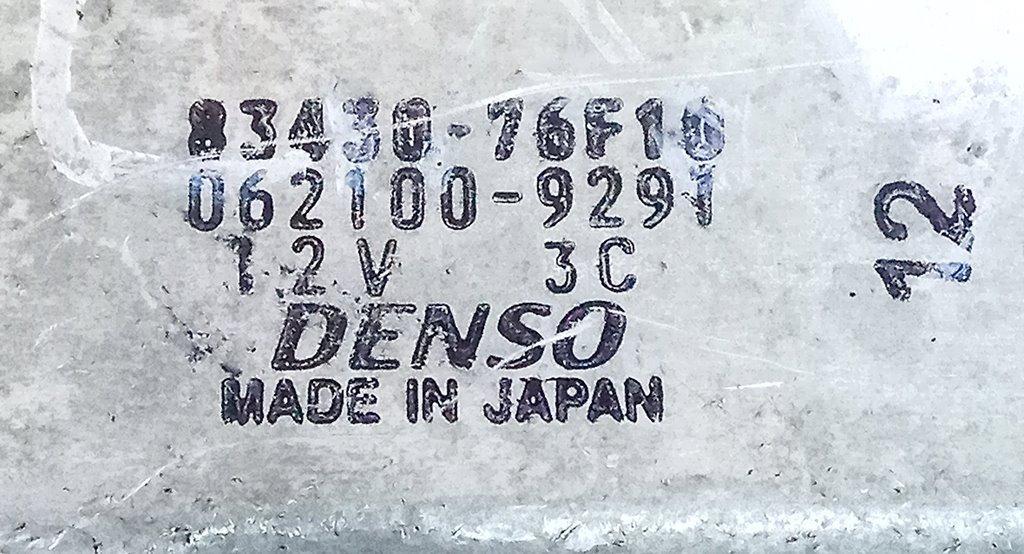 83430-76F10
062100-9291
12V 3C
DENSO
MADE IN JAPAN
12